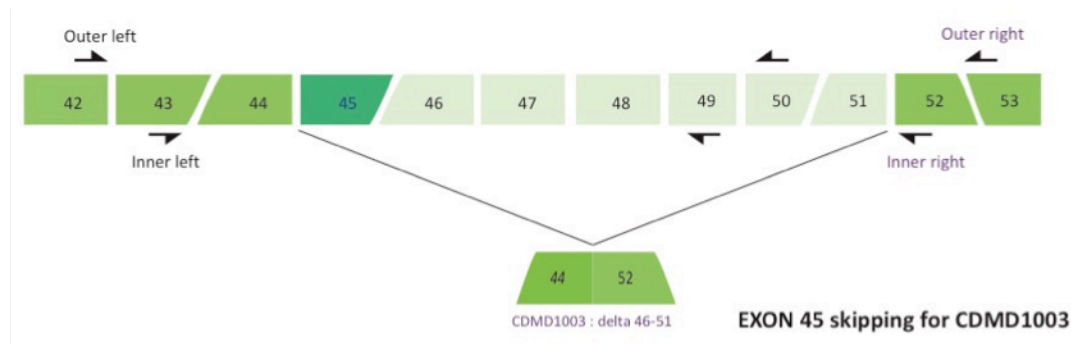 Outer left
Outer right
42 43 44 45 46 47 48 49 50 51 52 53
Inner left
Inner right
44 52
CDMD1003 : delta 46-51
EXON 45 skipping for CDMD1003